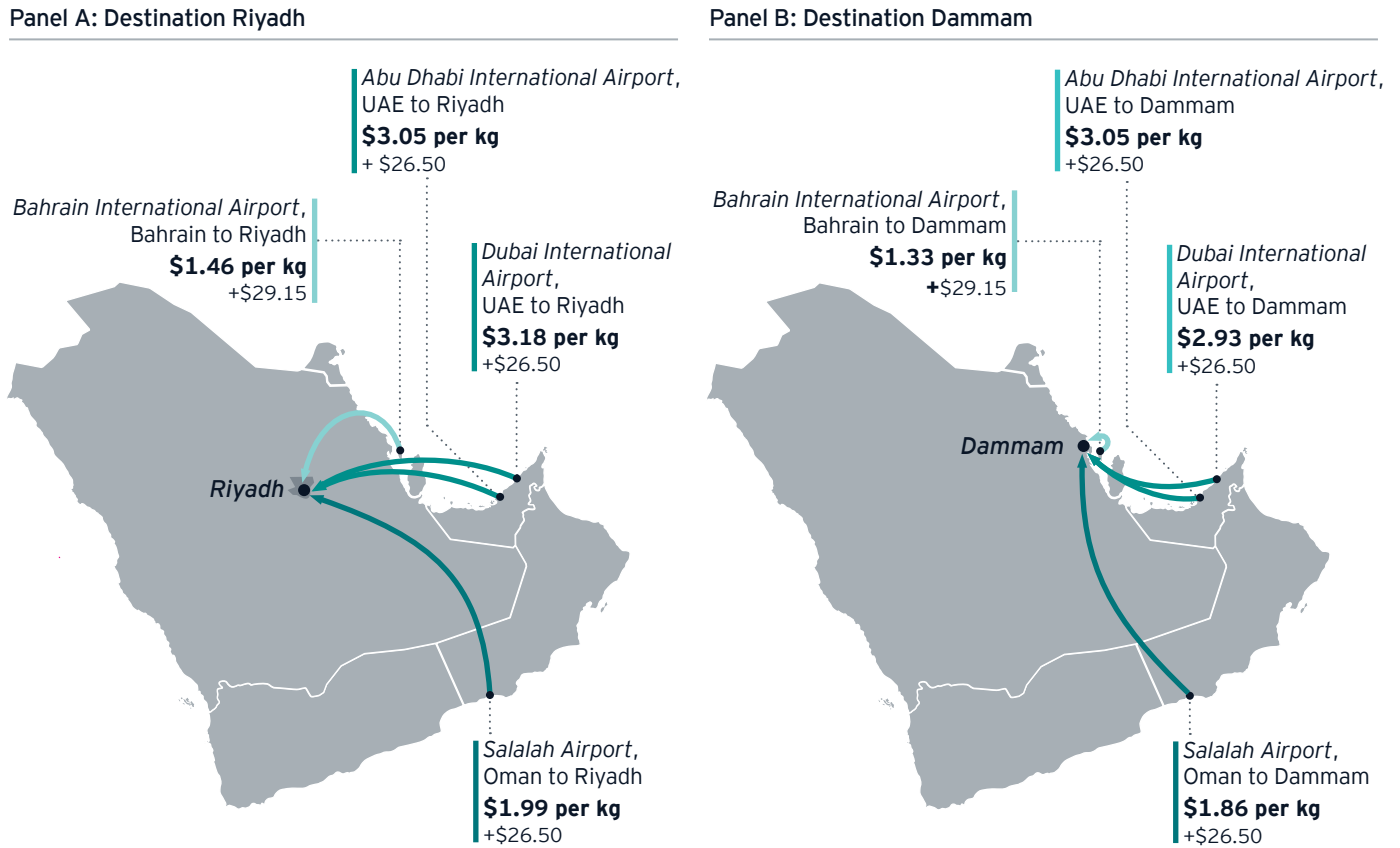 Panel A: Destination Riyadh
Abu Dhabi International Airport,
UAE to Riyadh
$3.05 per kg
+ $26.50
Bahrain International Airport,
Bahrain to Riyadh
$1.46 per kg
+$29.15
Dubai International
Airport,
UAE to Riyadh
$3.18 per kg
+$26.50
Riyadh
Salalah Airport,
Oman to Riyadh
$1.99 per kg
+$26.50
Panel B: Destination Dammam
Abu Dhabi International Airport,
UAE to Dammam
$3.05 per kg
+$26.50
Bahrain International Airport,
Bahrain to Dammam
$1.33 per kg
+$29.15
Dubai International
Airport,
UAE to Dammam
$2.93 per kg
+$26.50
Dammam
Salalah Airport,
Oman to Dammam
$1.86 per kg
+$26.50